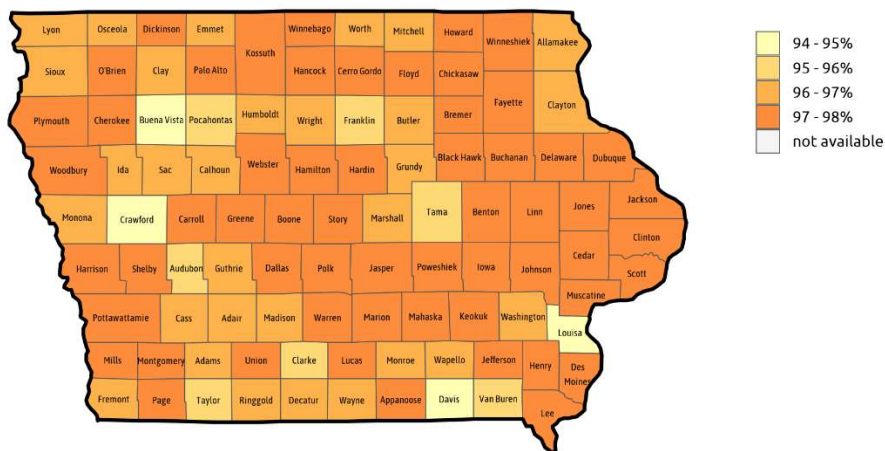 Lyon Osceola Dickinson Emmet Winnebago Worth Mitchell Howard Winneshiek Allamakee
Kossuth
Sioux O'Brien Clay Palo Alto Hancock Cerro Gordo Floyd Chickasaw
Fayette Clayton
Plymouth Cherokee Buena Vista Pocahontas Humboldt Wright Franklin Butler Bremer
Woodbury Ida Sac Calhoun Webster Hamilton Hardin Grundy Black Hawk Buchanan Delaware Dubuque
Jackson
Monona Crawford Carroll Greene Boone Story Marshall Tama Benton Linn Jones
Clinton
Cedar
Harrison Shelby Audubon Guthrie Dallas Polk Jasper Poweshiek Iowa Johnson Scott
Muscatine
Pottawattamie Cass Adair Madison Warren Marion Mahaska Keokuk Washington
Louisa
Mills Montgomery Adams Union Clarke Lucas Monroe Wapello Jefferson Henry Des
Moines
Fremont Page Taylor Ringgold Decatur Wayne Appanoose Davis Van Buren
Lee
94 - 95%
95 - 96%
96 - 97%
97 - 98%
not available